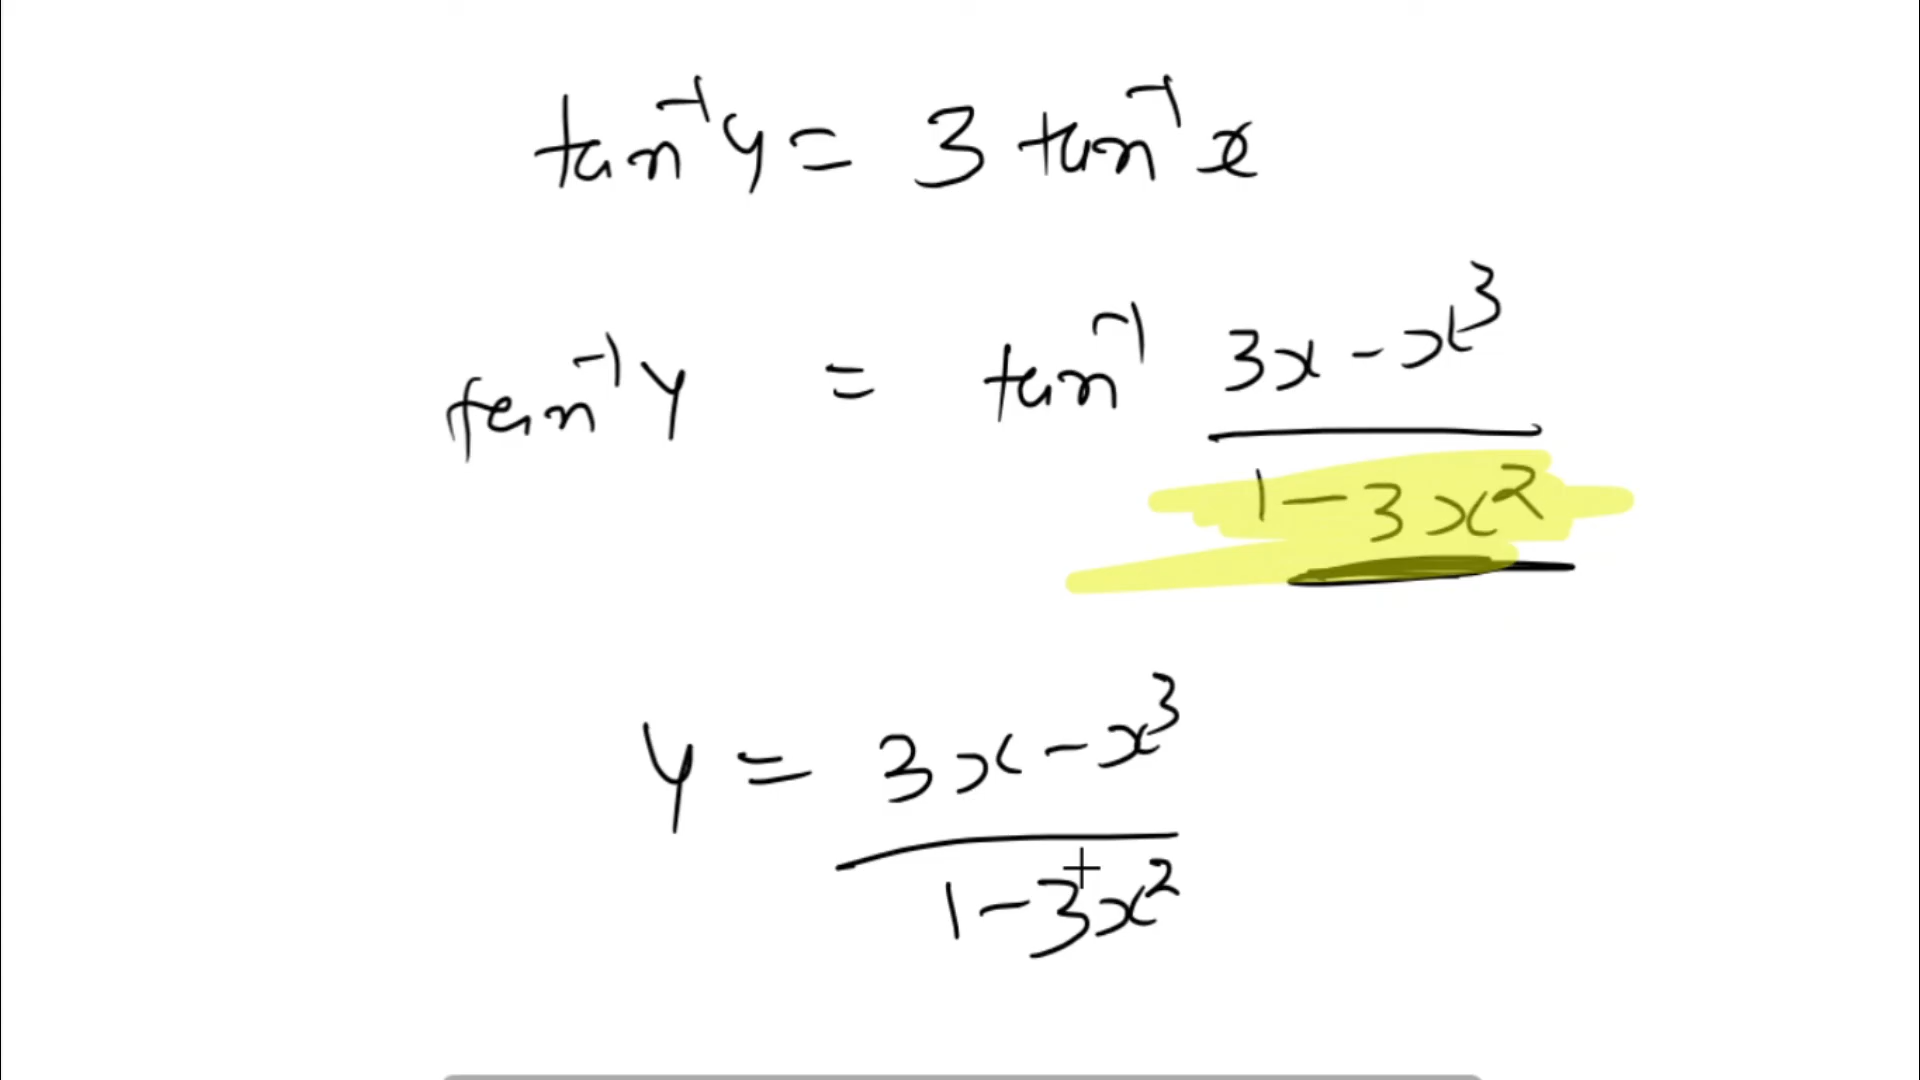 tan⁻¹y = 3 tan⁻¹x
tan⁻¹y = tan⁻¹ 3x - x³
1 - 3x²
y = 3x - x³
1 - 3x²